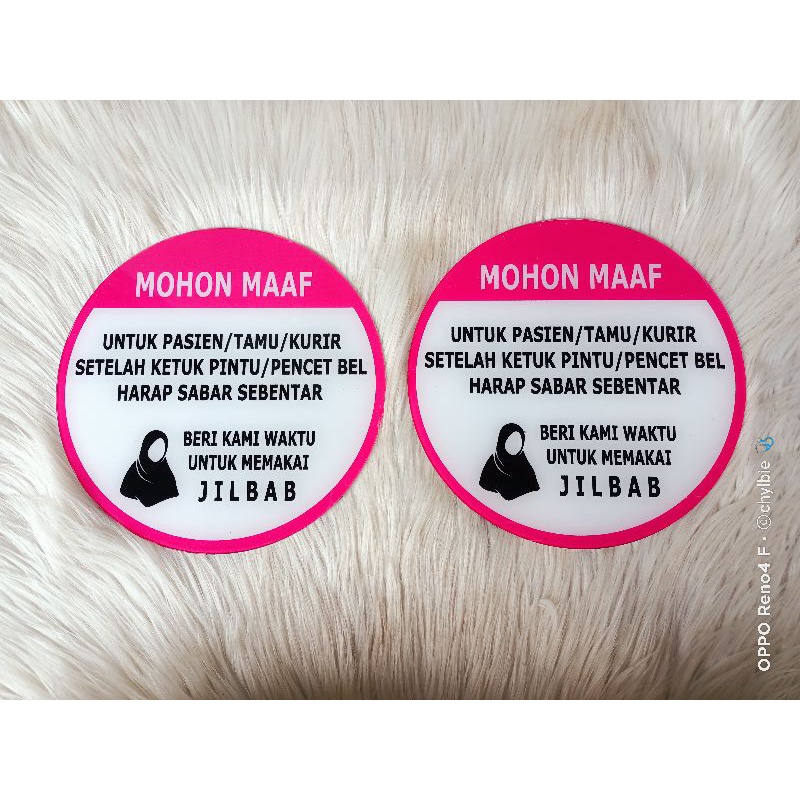 MOHON MAAF
UNTUK PASIEN/TAMU/KURIR
SETELAH KETUK PINTU/PENCET BEL
HARAP SABAR SEBENTAR
BERI KAMI WAKTU
UNTUK MEMAKAI
JILBAB
MOHON MAAF
UNTUK PASIEN/TAMU/KURIR
SETELAH KETUK PINTU/PENCET BEL
HARAP SABAR SEBENTAR
BERI KAMI WAKTU
UNTUK MEMAKAI
JILBAB
OPPO Reno4 F • @chylbie